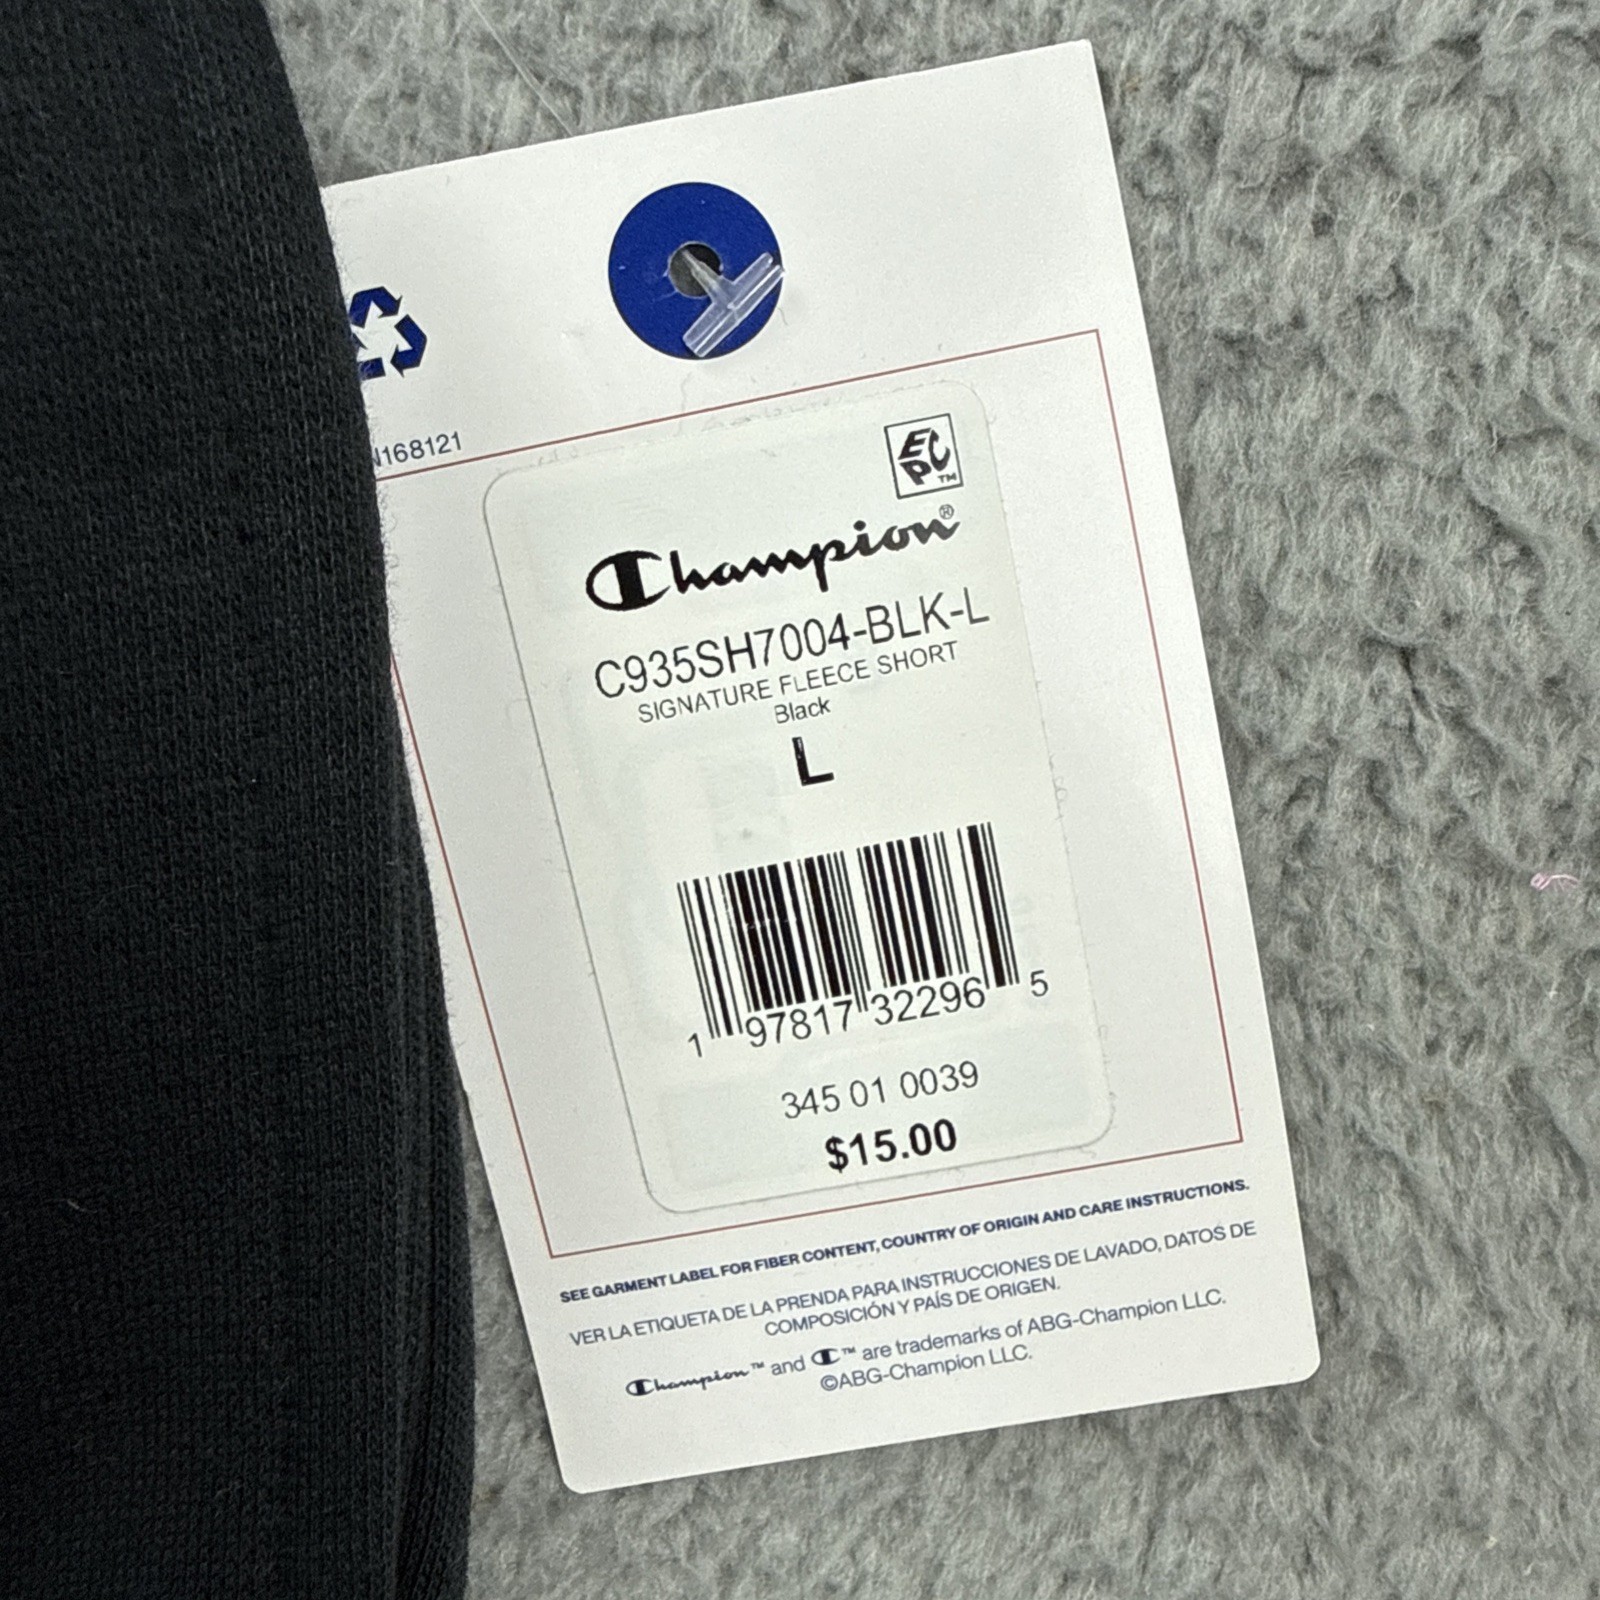 N168121
EPC™
Champion®
C935SH7004-BLK-L
SIGNATURE FLEECE SHORT
Black
L
1 97817 32296 5
345 01 0039
$15.00
SEE GARMENT LABEL FOR FIBER CONTENT, COUNTRY OF ORIGIN AND CARE INSTRUCTIONS.
VER LA ETIQUETA DE LA PRENDA PARA INSTRUCCIONES DE LAVADO, DATOS DE
COMPOSICIÓN Y PAÍS DE ORIGEN.
Champion™ and C™ are trademarks of ABG-Champion LLC.
©ABG-Champion LLC.